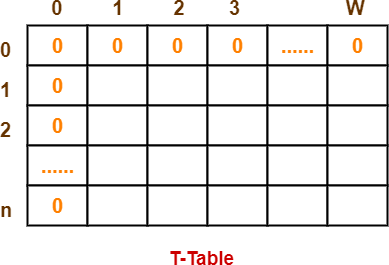 0 1 2 3 W
0 0 0 0 0 ...... 0
1 0
2 0
......
n 0
T-Table